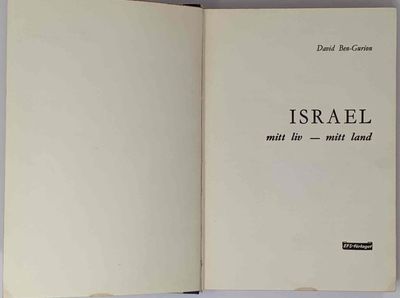 David Ben-Gurion
ISRAEL
mitt liv — mitt land
EFS-förlaget